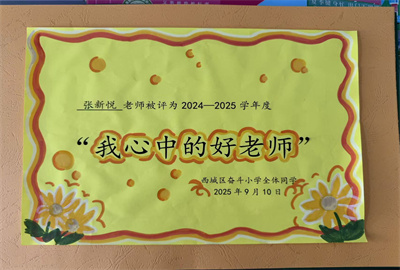 张新悦 老师被评为 2024—2025 学年度
“我心中的好老师”
西城区奋斗小学全体同学
2025 年 9 月 10 日